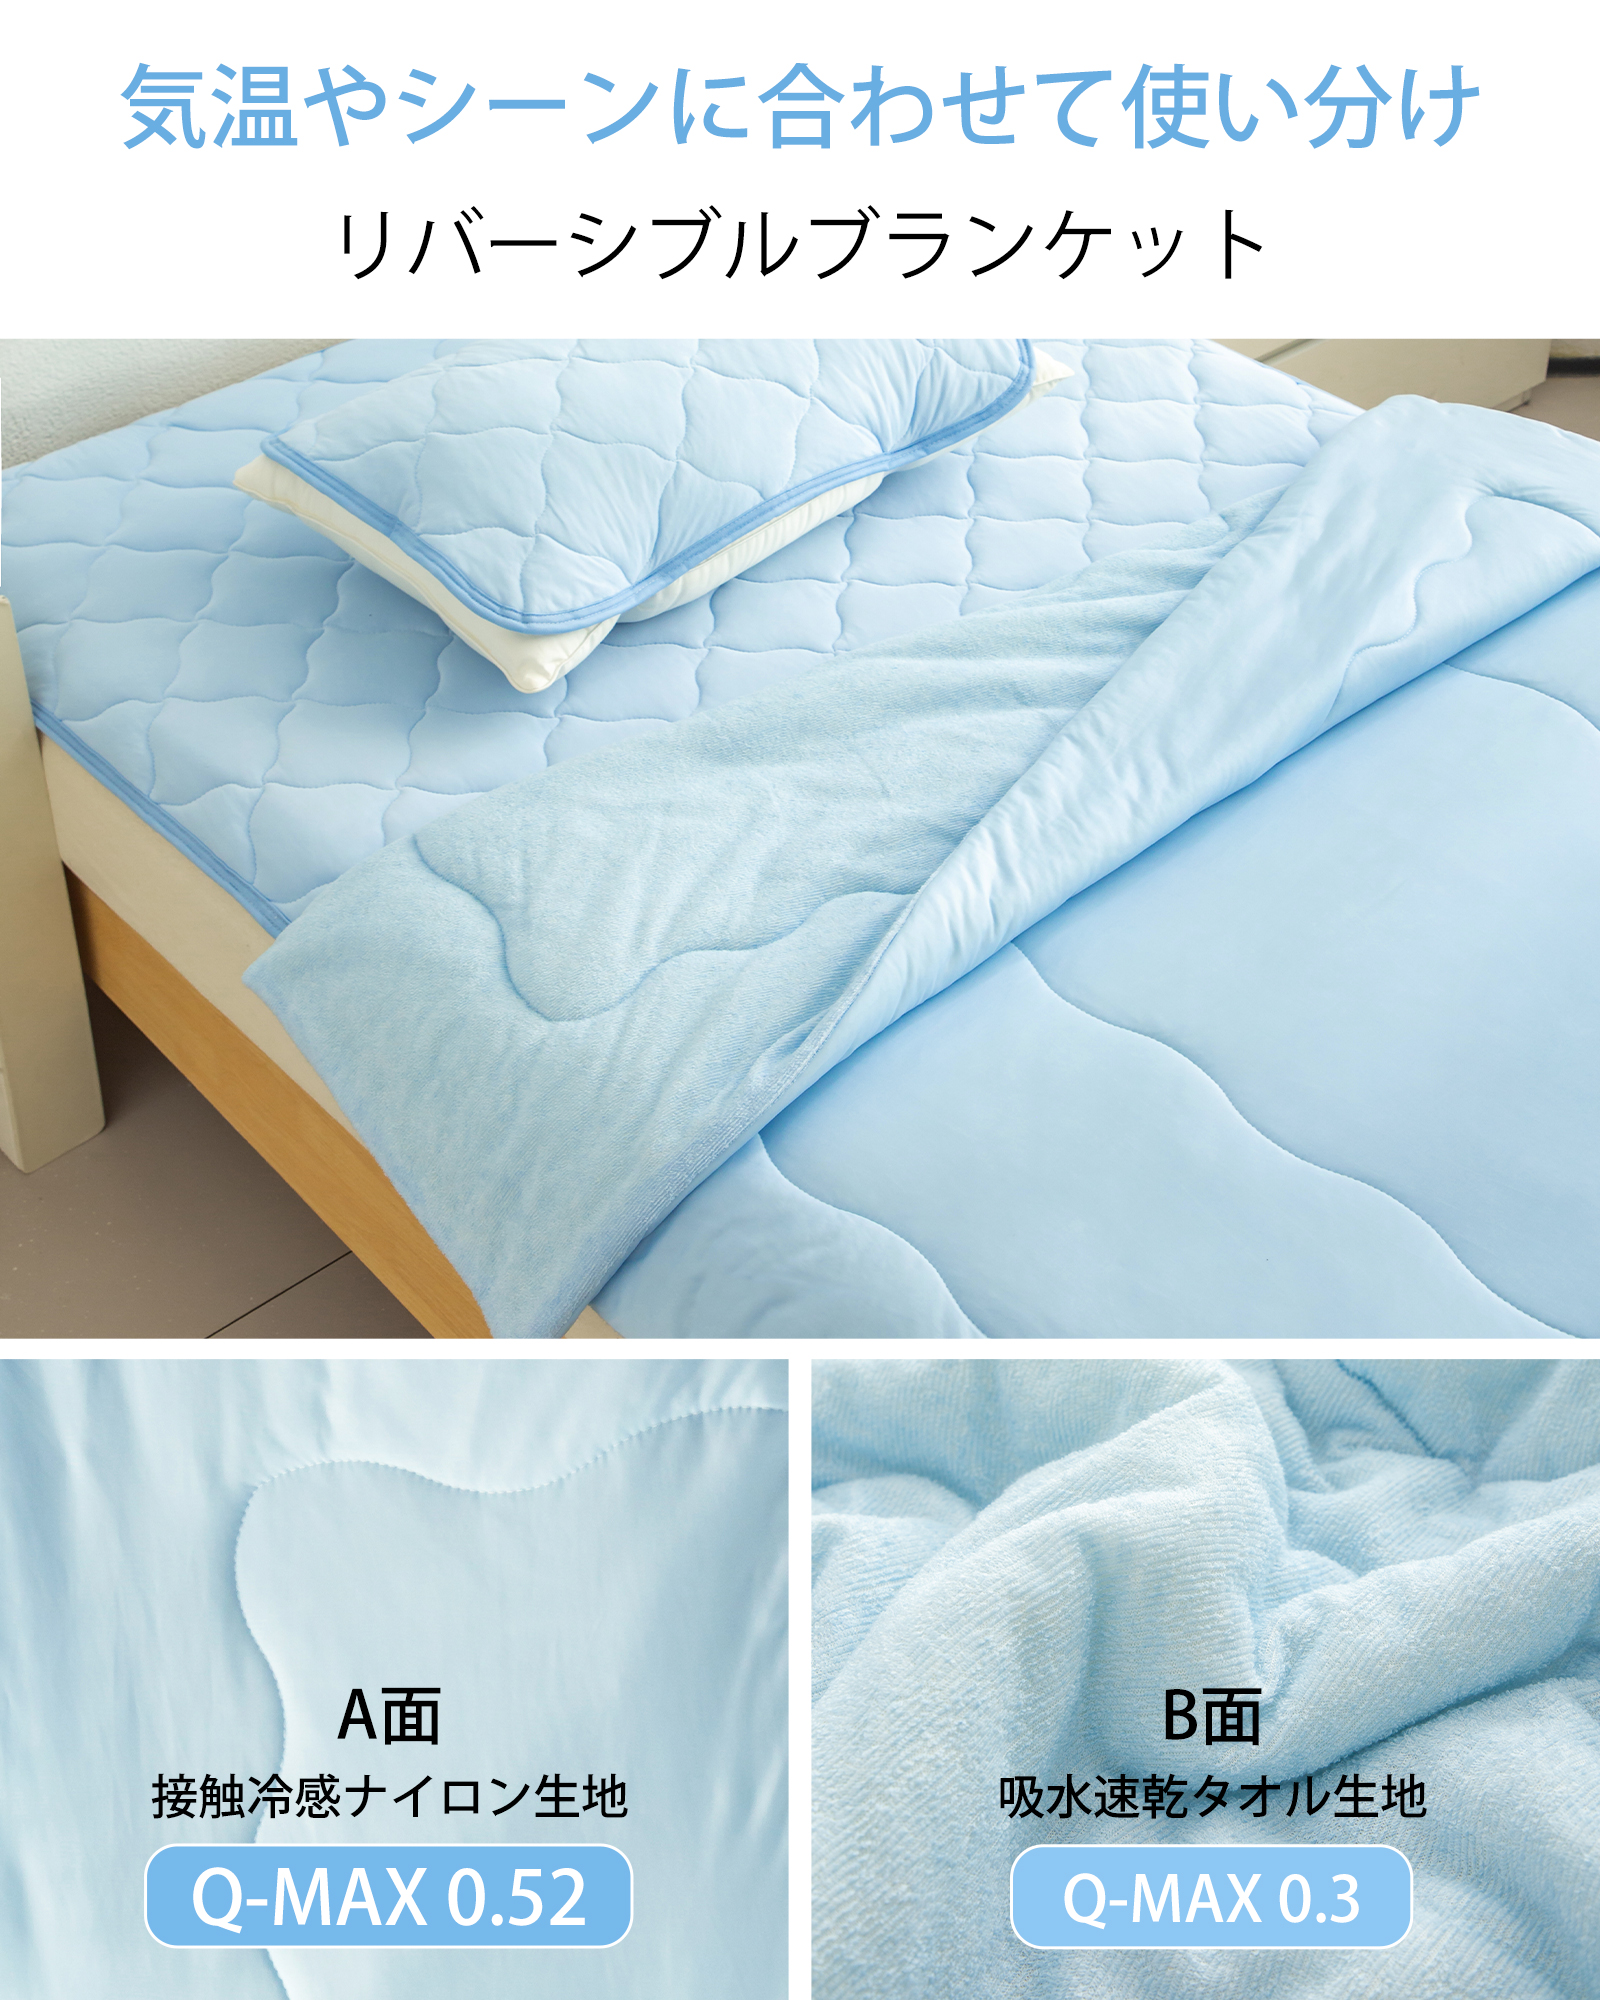 気温やシーンに合わせて使い分け
リバーシブルブランケット
A面
接触冷感ナイロン生地
Q-MAX 0.52
B面
吸水速乾タオル生地
Q-MAX 0.3